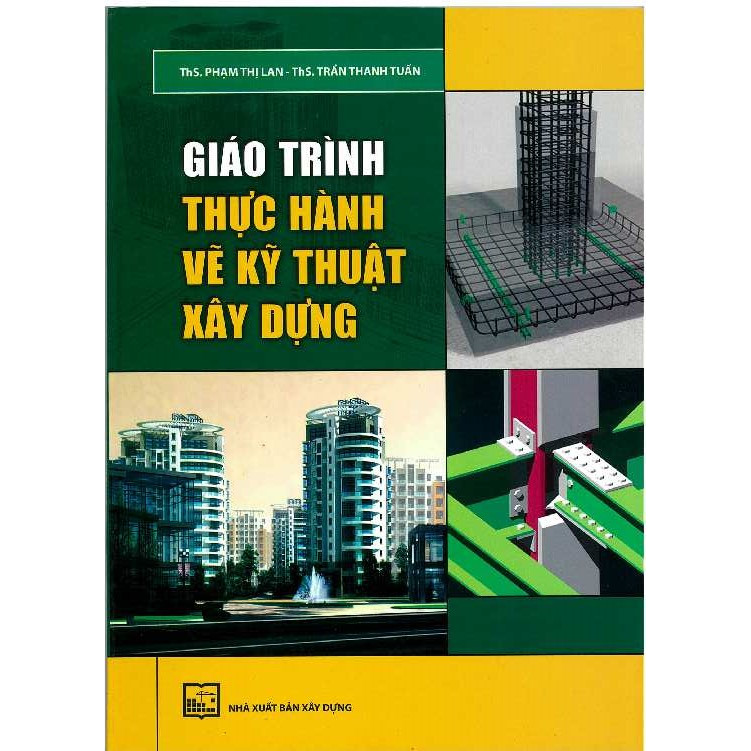 ThS. PHẠM THỊ LAN - ThS. TRẦN THANH TUẤN
GIÁO TRÌNH
THỰC HÀNH
VẼ KỸ THUẬT
XÂY DỰNG
NHÀ XUẤT BẢN XÂY DỰNG